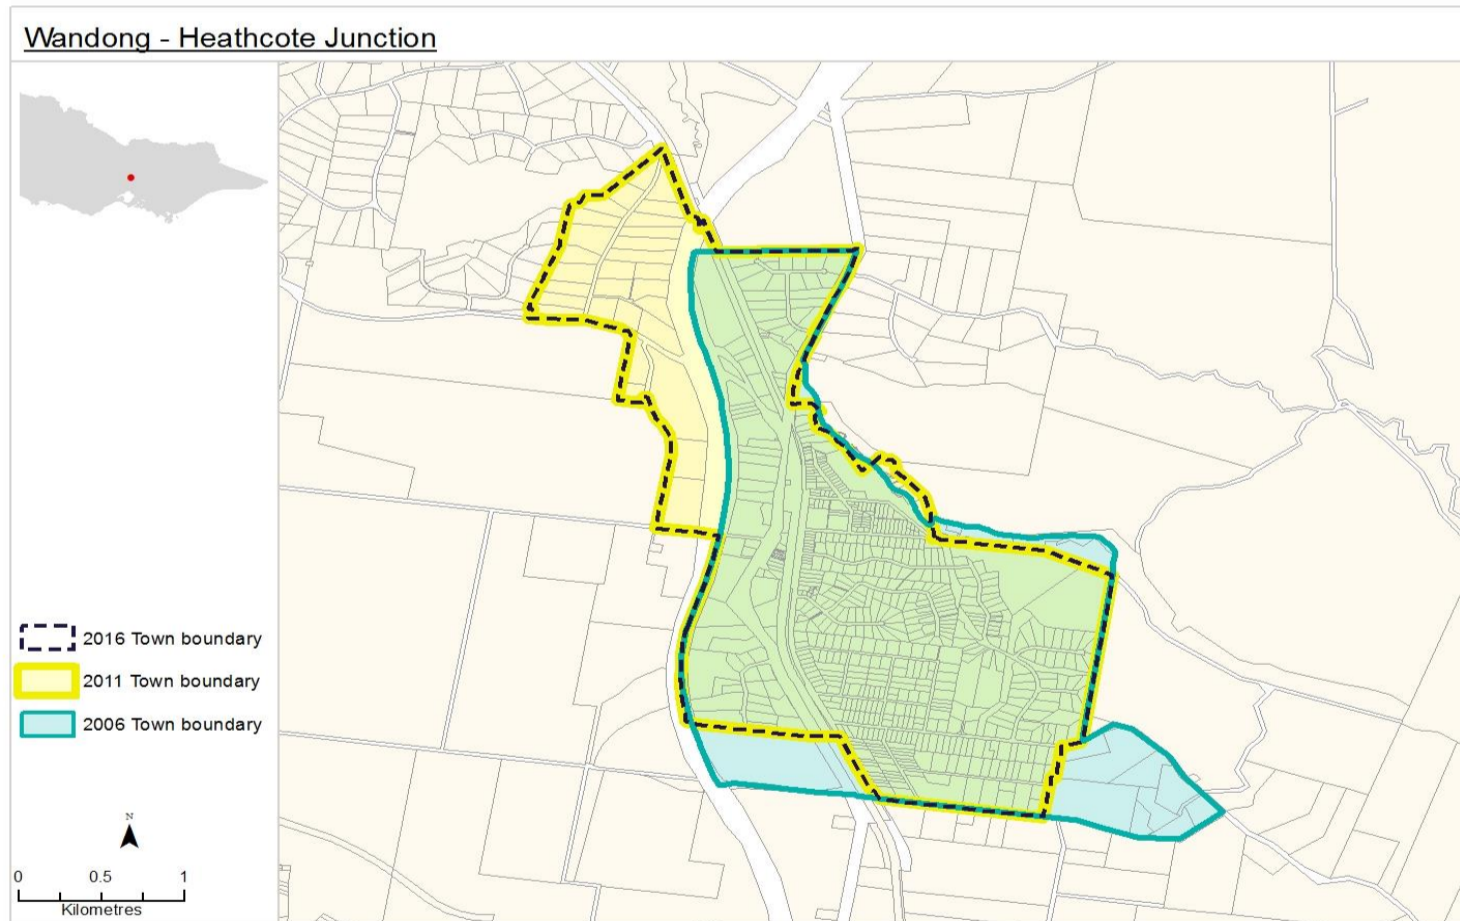 Wandong - Heathcote Junction
2016 Town boundary
2011 Town boundary
2006 Town boundary
N
0 0.5 1
Kilometres